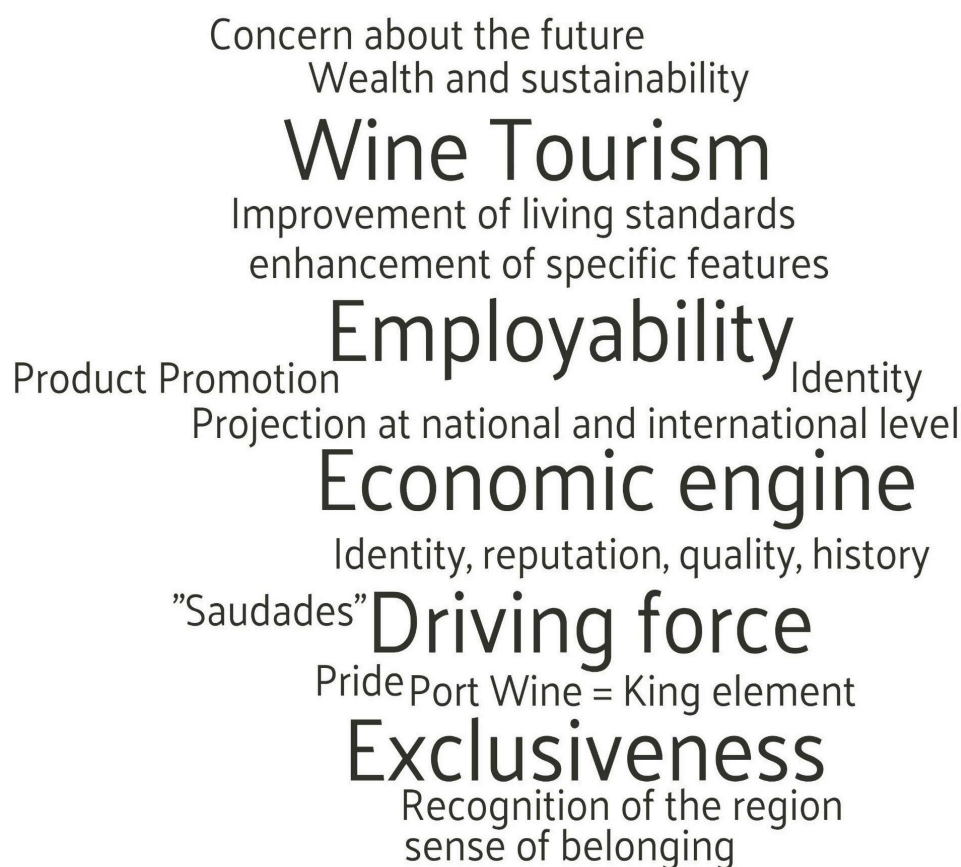 Concern about the future
Wealth and sustainability
Wine Tourism
Improvement of living standards
enhancement of specific features
Employability
Product Promotion
Identity
Projection at national and international level
Economic engine
Identity, reputation, quality, history
”Saudades”
Driving force
Pride
Port Wine = King element
Exclusiveness
Recognition of the region
sense of belonging